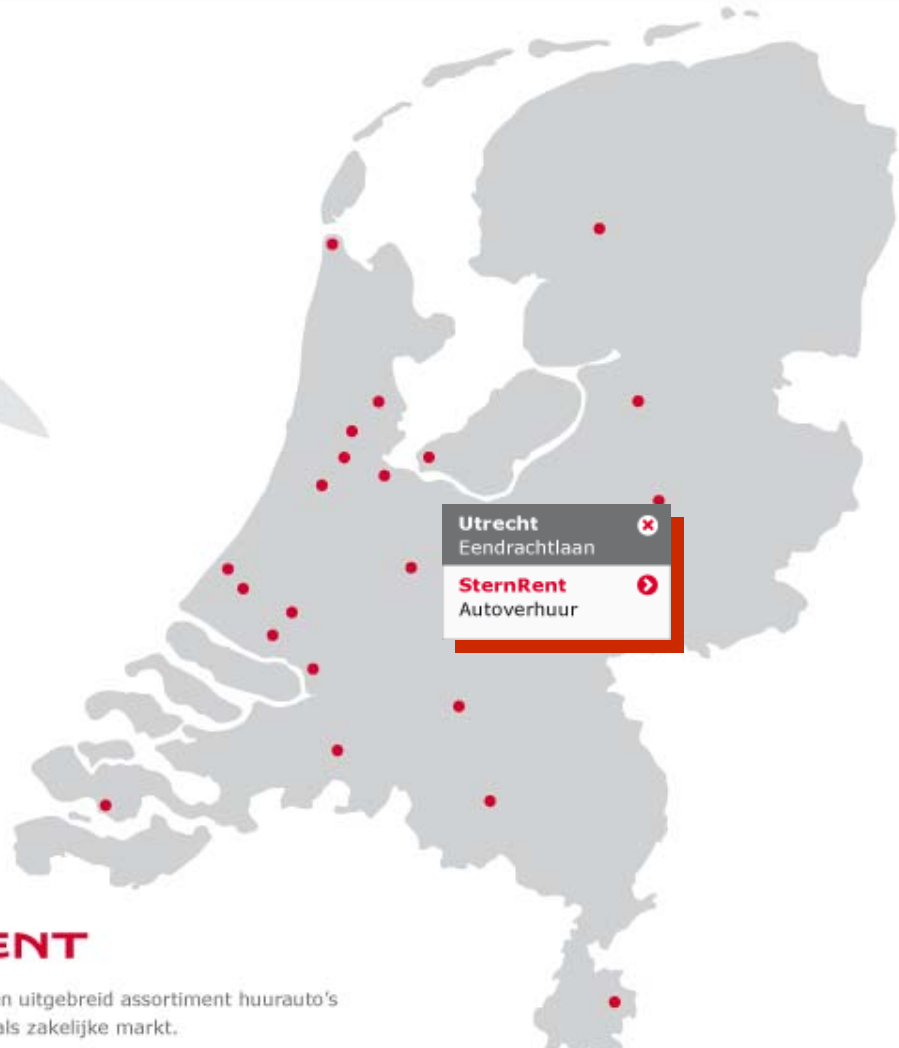 Utrecht
Eendrachtlaan
SternRent
Autoverhuur
ENT
n uitgebreid assortiment huurauto's
als zakelijke markt.